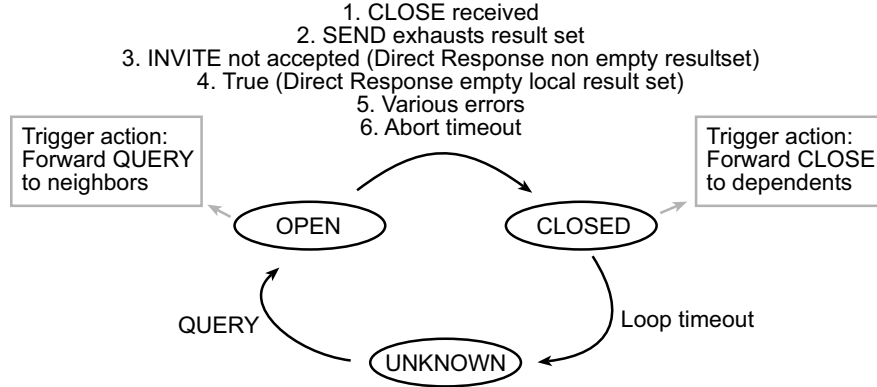 1. CLOSE received
2. SEND exhausts result set
3. INVITE not accepted (Direct Response non empty resultset)
4. True (Direct Response empty local result set)
5. Various errors
6. Abort timeout
Trigger action:
Forward QUERY
to neighbors
Trigger action:
Forward CLOSE
to dependents
OPEN
CLOSED
QUERY
Loop timeout
UNKNOWN